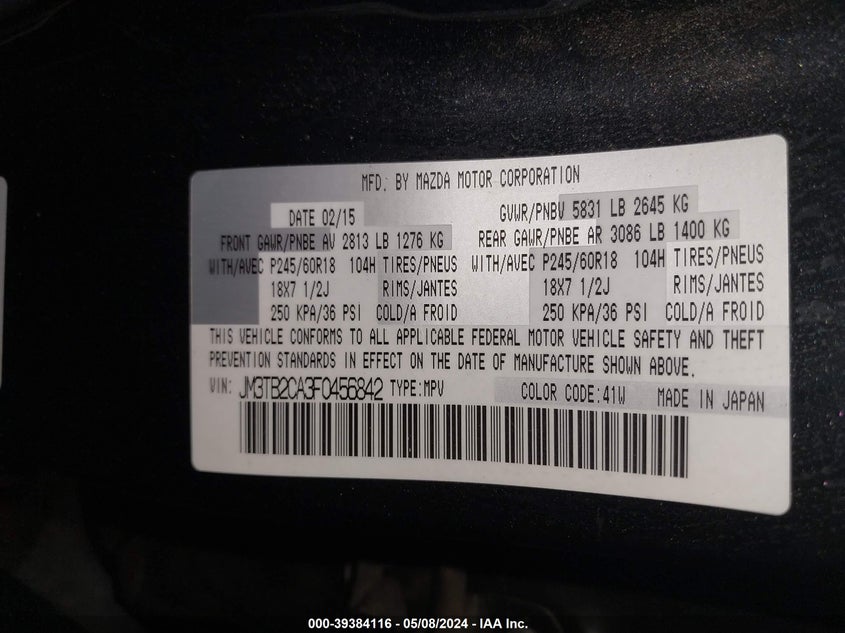 MFD. BY MAZDA MOTOR CORPORATION
DATE 02/15 GVWR/PNBV 5831 LB 2645 KG
FRONT GAWR/PNBE AV 2813 LB 1276 KG REAR GAWR/PNBE AR 3086 LB 1400 KG
WITH/AVEC P245/60R18 104H TIRES/PNEUS WITH/AVEC P245/60R18 104H TIRES/PNEUS
18X7 1/2J RIMS/JANTES 18X7 1/2J RIMS/JANTES
250 KPA/36 PSI COLD/A FROID 250 KPA/36 PSI COLD/A FROID
THIS VEHICLE CONFORMS TO ALL APPLICABLE FEDERAL MOTOR VEHICLE SAFETY AND THEFT
PREVENTION STANDARDS IN EFFECT ON THE DATE OF MANUFACTURE SHOWN ABOVE.
VIN: JM3TB2CA3F0456842 TYPE:MPV COLOR CODE:41W MADE IN JAPAN
000-39384116 - 05/08/2024 - IAA Inc.